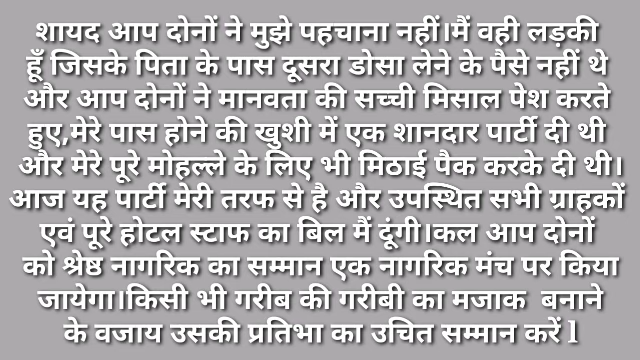 शायद आप दोनों ने मुझे पहचाना नहीं।मैं वही लड़की
हूँ जिसके पिता के पास दूसरा डोसा लेने के पैसे नहीं थे
और आप दोनों ने मानवता की सच्ची मिसाल पेश करते
हुए,मेरे पास होने की खुशी में एक शानदार पार्टी दी थी
और मेरे पूरे मोहल्ले के लिए भी मिठाई पैक करके दी थी।
आज यह पार्टी मेरी तरफ से है और उपस्थित सभी ग्राहकों
एवं पूरे होटल स्टाफ का बिल मैं दूंगी।कल आप दोनों
को श्रेष्ठ नागरिक का सम्मान एक नागरिक मंच पर किया
जायेगा।किसी भी गरीब की गरीबी का मजाक बनाने
के वजाय उसकी प्रतिभा का उचित सम्मान करें l